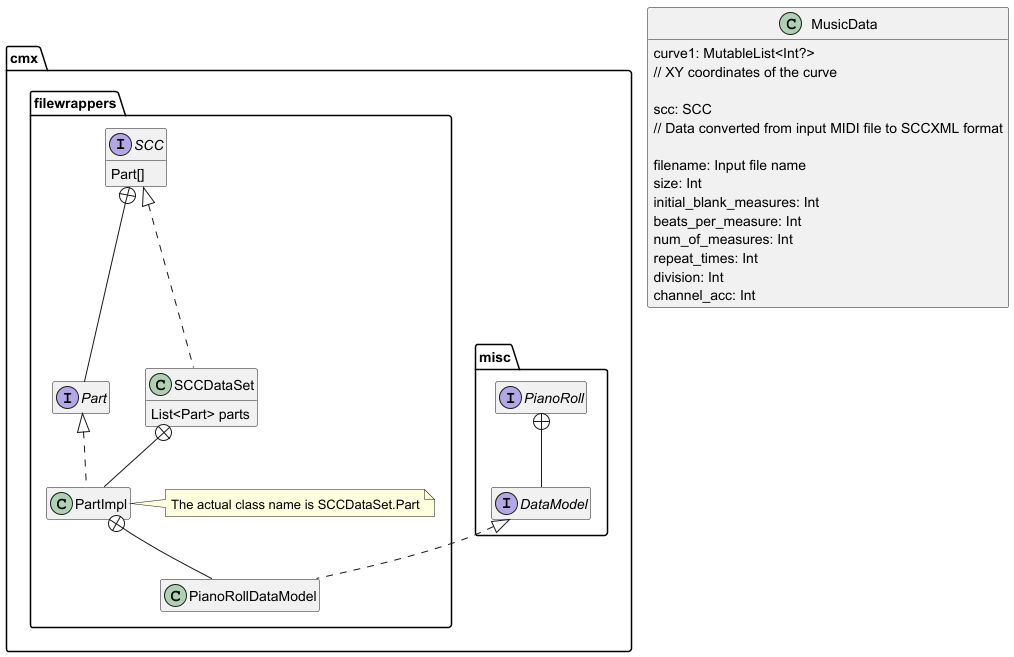 cmx
filewrappers
I SCC
Part[]
I Part
C SCCDataSet
List<Part> parts
C PartImpl
The actual class name is SCCDataSet.Part
C PianoRollDataModel
misc
I PianoRoll
I DataModel
C MusicData
curve1: MutableList<Int?>
// XY coordinates of the curve
scc: SCC
// Data converted from input MIDI file to SCCXML format
filename: Input file name
size: Int
initial_blank_measures: Int
beats_per_measure: Int
num_of_measures: Int
repeat_times: Int
division: Int
channel_acc: Int